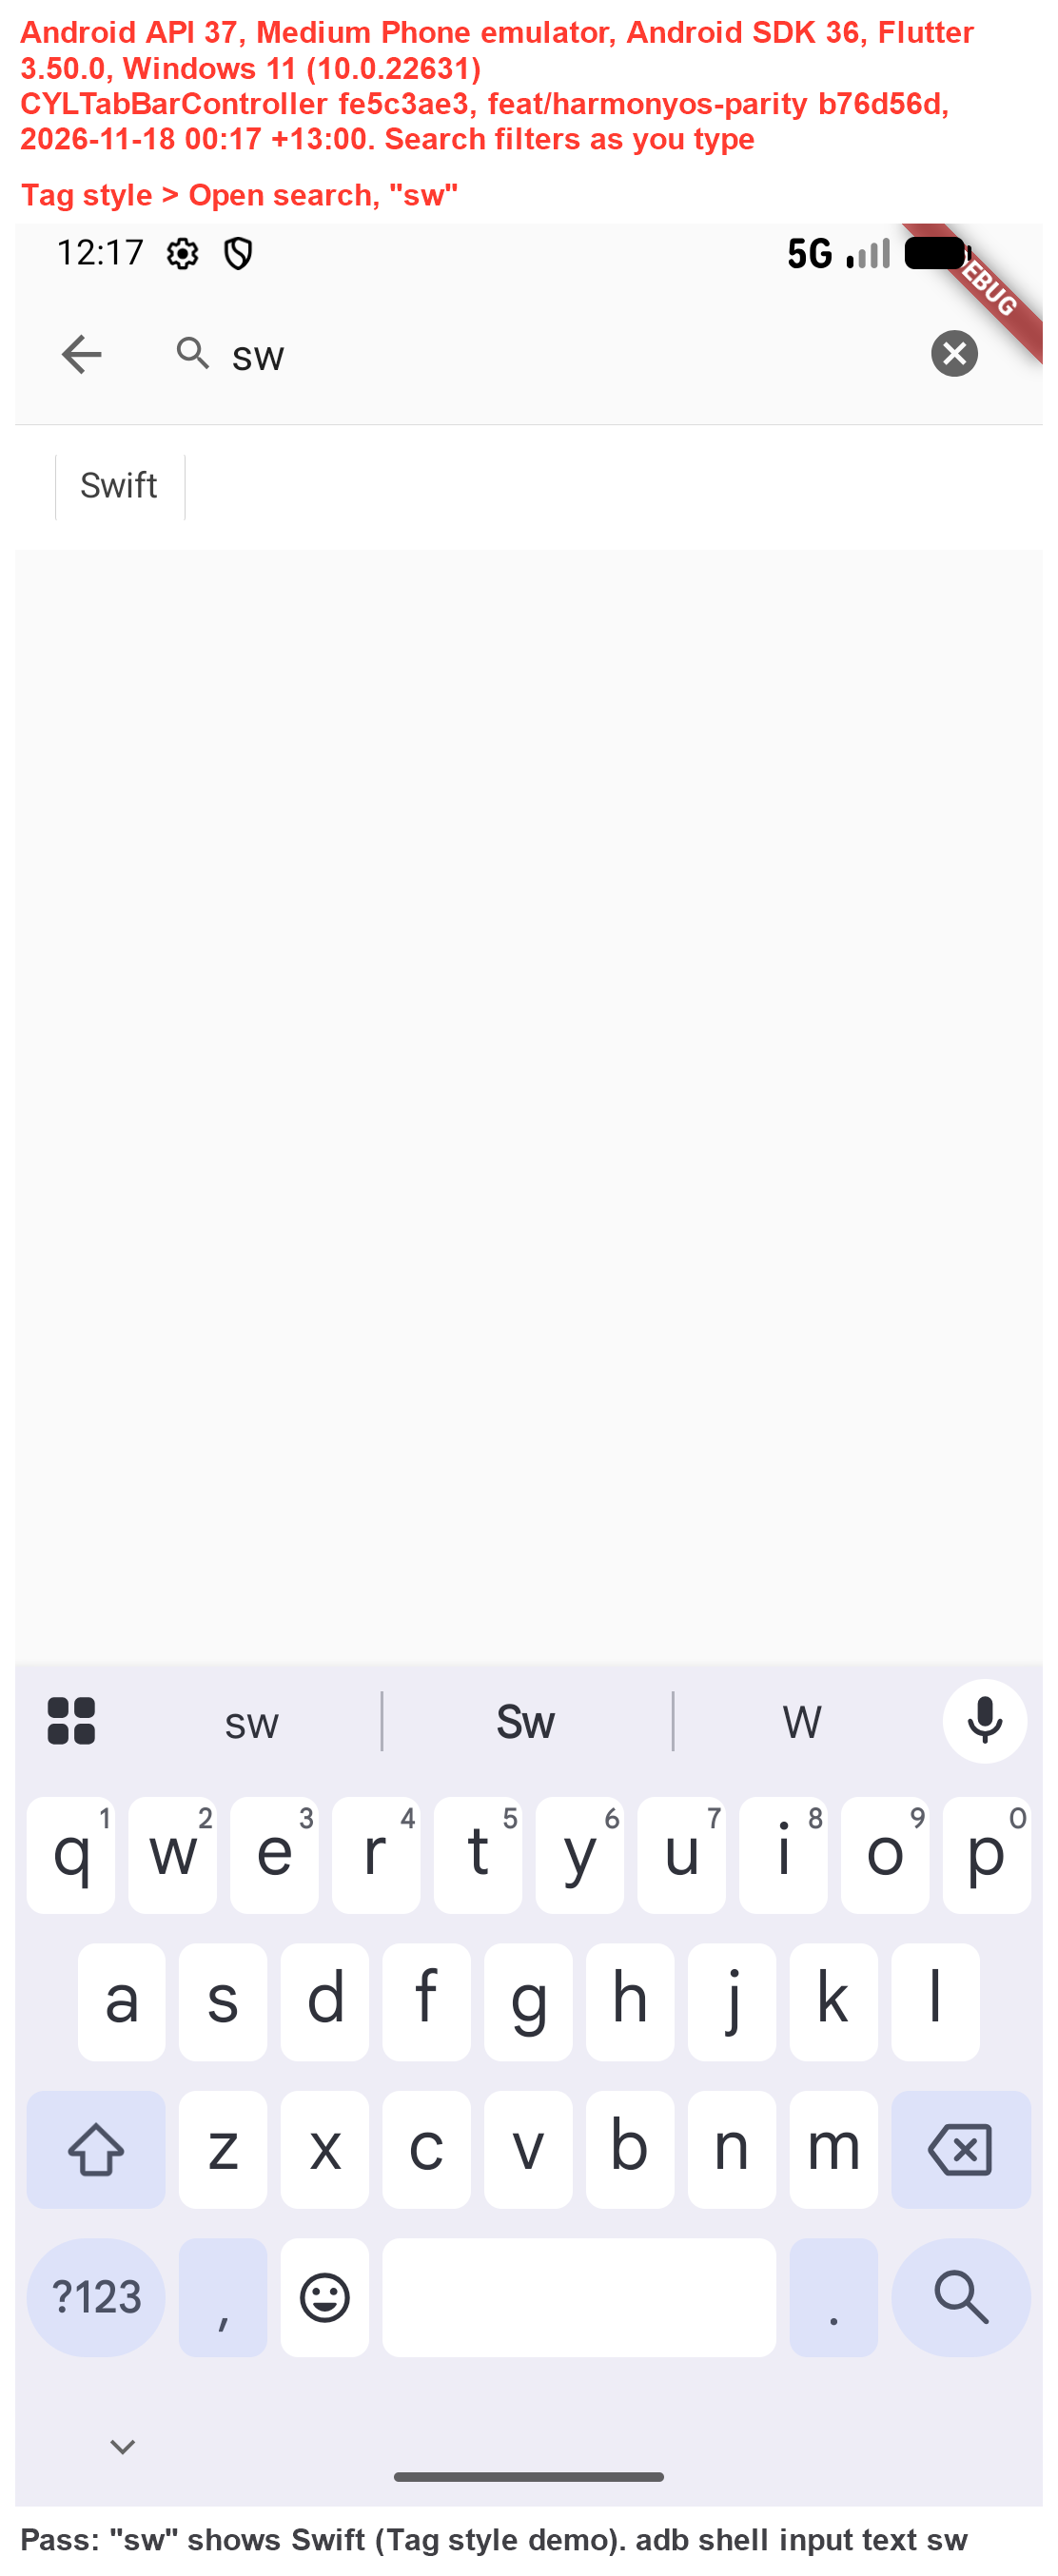 Android API 37, Medium Phone emulator, Android SDK 36, Flutter
3.50.0, Windows 11 (10.0.22631)
CYLTabBarController fe5c3ae3, feat/harmonyos-parity b76d56d,
2026-11-18 00:17 +13:00. Search filters as you type
Tag style > Open search, "sw"
12:17 5G
EBUG
sw
Swift
sw Sw W
q1 w2 e3 r4 t5 y6 u7 i8 o9 p0
a s d f g h j k l
z x c v b n m
?123 , .
Pass: "sw" shows Swift (Tag style demo). adb shell input text sw